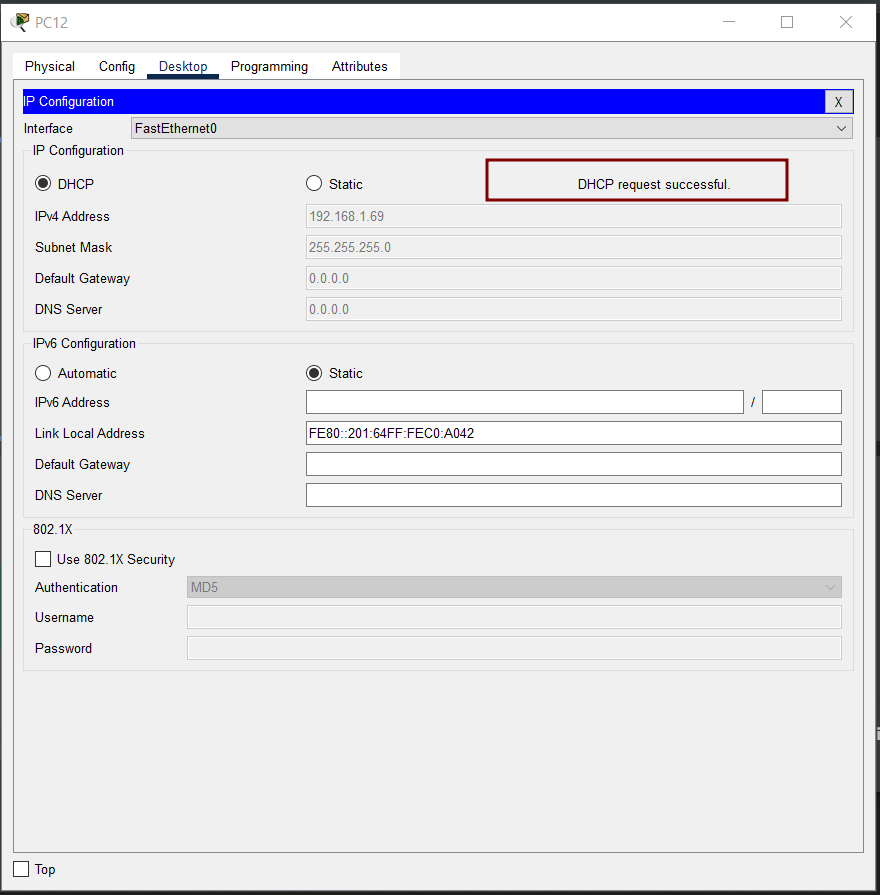 PC12
Physical Config Desktop Programming Attributes
IP Configuration X
Interface FastEthernet0
IP Configuration
DHCP Static DHCP request successful.
IPv4 Address 192.168.1.69
Subnet Mask 255.255.255.0
Default Gateway 0.0.0.0
DNS Server 0.0.0.0
IPv6 Configuration
Automatic Static
IPv6 Address /
Link Local Address FE80::201:64FF:FEC0:A042
Default Gateway
DNS Server
802.1X
Use 802.1X Security
Authentication MD5
Username
Password
Top